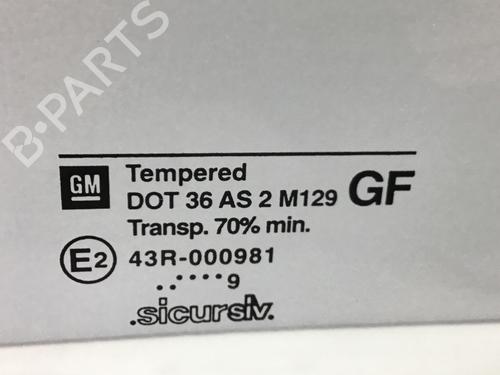 B-PARTS
GM Tempered
DOT 36 AS 2 M129 GF
Transp. 70% min.
E2 43R-000981
..••••9
.sicursiv.